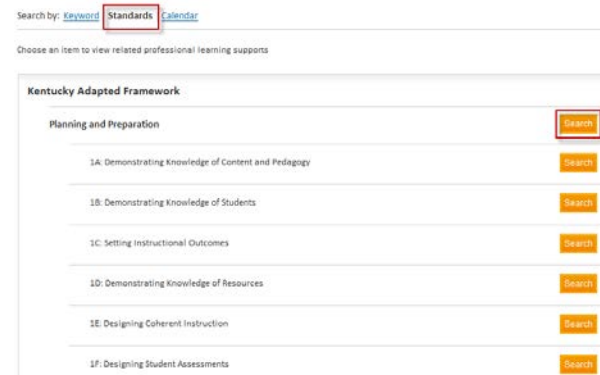 Search by: Keyword Standards Calendar
Choose an item to view related professional learning supports
Kentucky Adapted Framework
Planning and Preparation Search
1A: Demonstrating Knowledge of Content and Pedagogy Search
1B: Demonstrating Knowledge of Students Search
1C: Setting Instructional Outcomes Search
1D: Demonstrating Knowledge of Resources Search
1E: Designing Coherent Instruction Search
1F: Designing Student Assessments Search